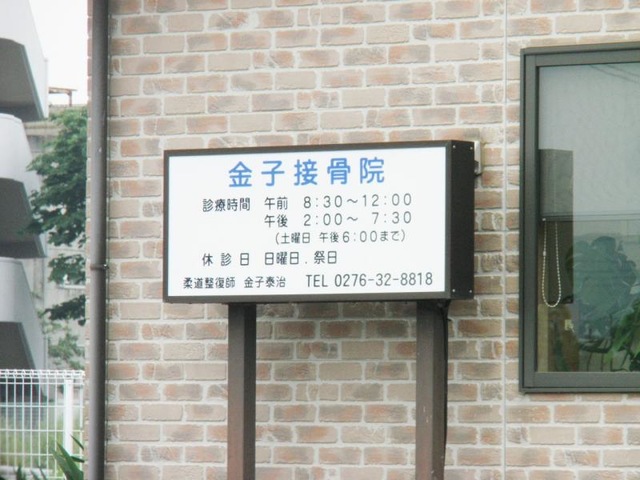 金子接骨院
診療時間 午前 8:30～12:00
午後 2:00～ 7:30
(土曜日 午後6:00まで)
休診日 日曜日.祭日
柔道整復師 金子泰治 TEL 0276-32-8818